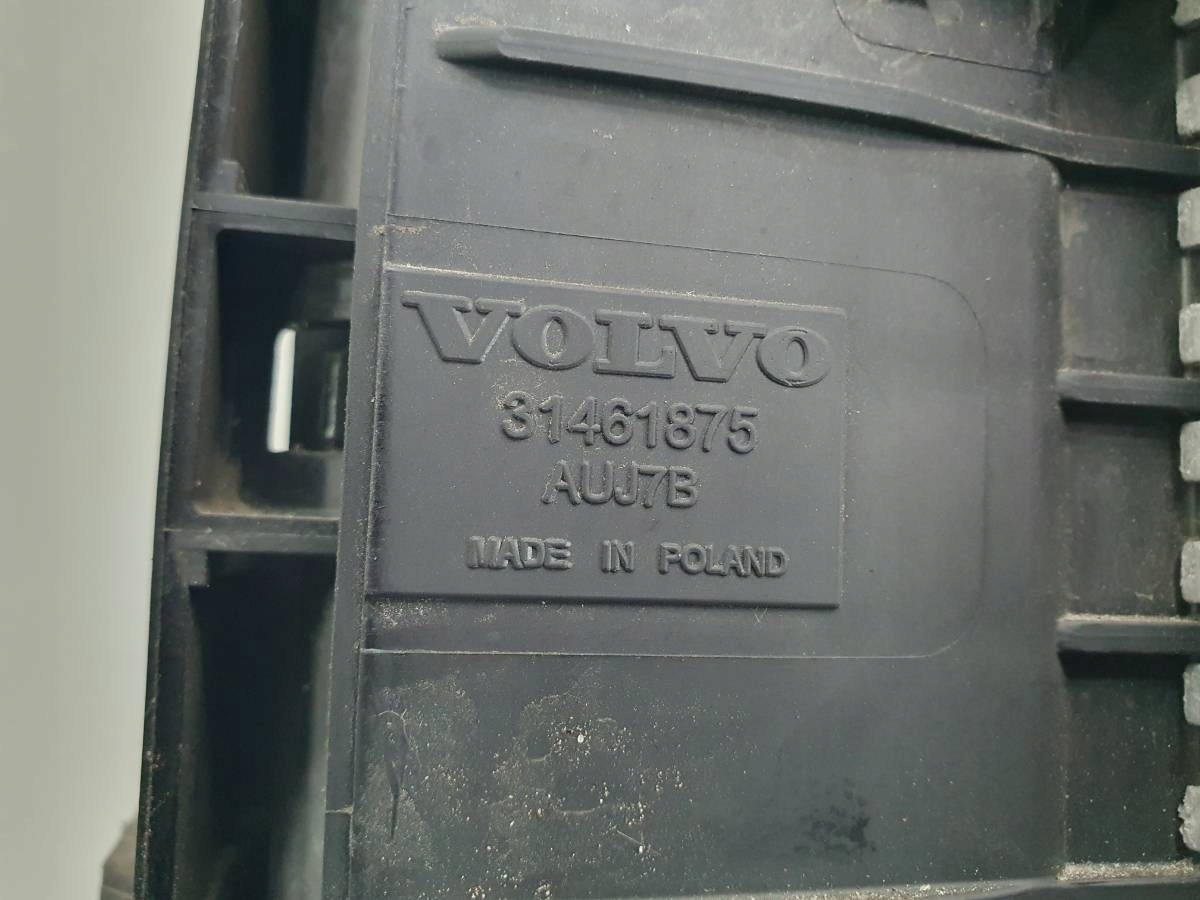 VOLVO
31461875
AUJ7B
MADE IN POLAND